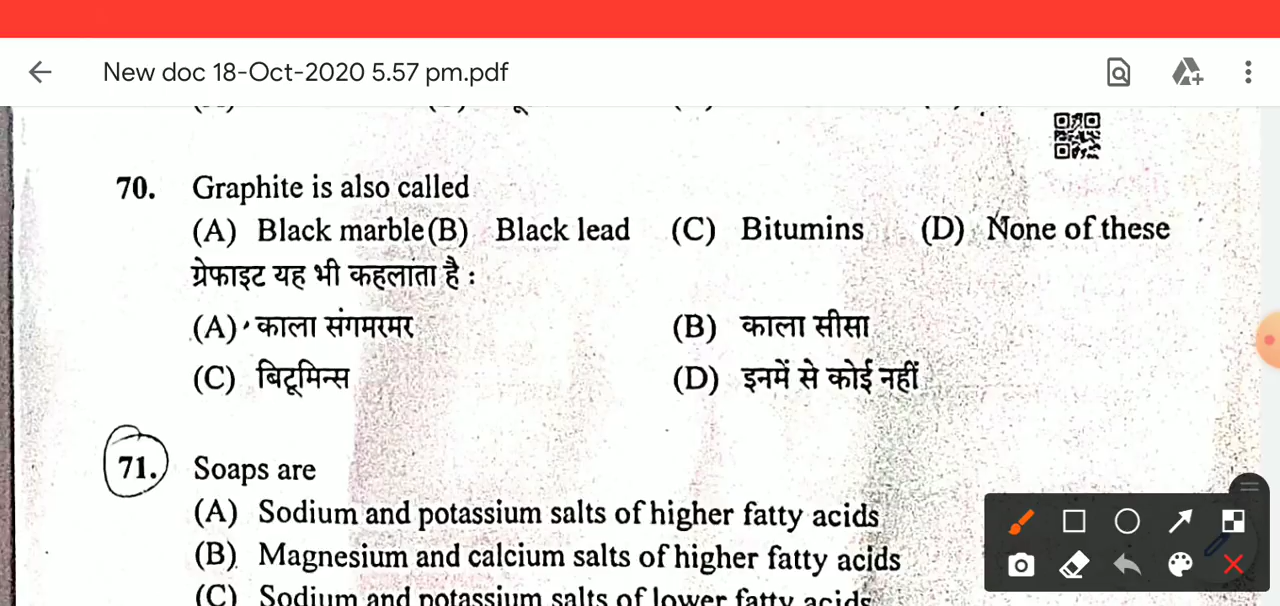 New doc 18-Oct-2020 5.57 pm.pdf
70. Graphite is also called
(A) Black marble (B) Black lead (C) Bitumins (D) None of these
ग्रेफाइट यह भी कहलाता है :
(A) काला संगमरमर (B) काला सीसा
(C) बिटूमिन्स (D) इनमें से कोई नहीं
71. Soaps are
(A) Sodium and potassium salts of higher fatty acids
(B) Magnesium and calcium salts of higher fatty acids
(C) Sodium and potassium salts of lower fatty acids